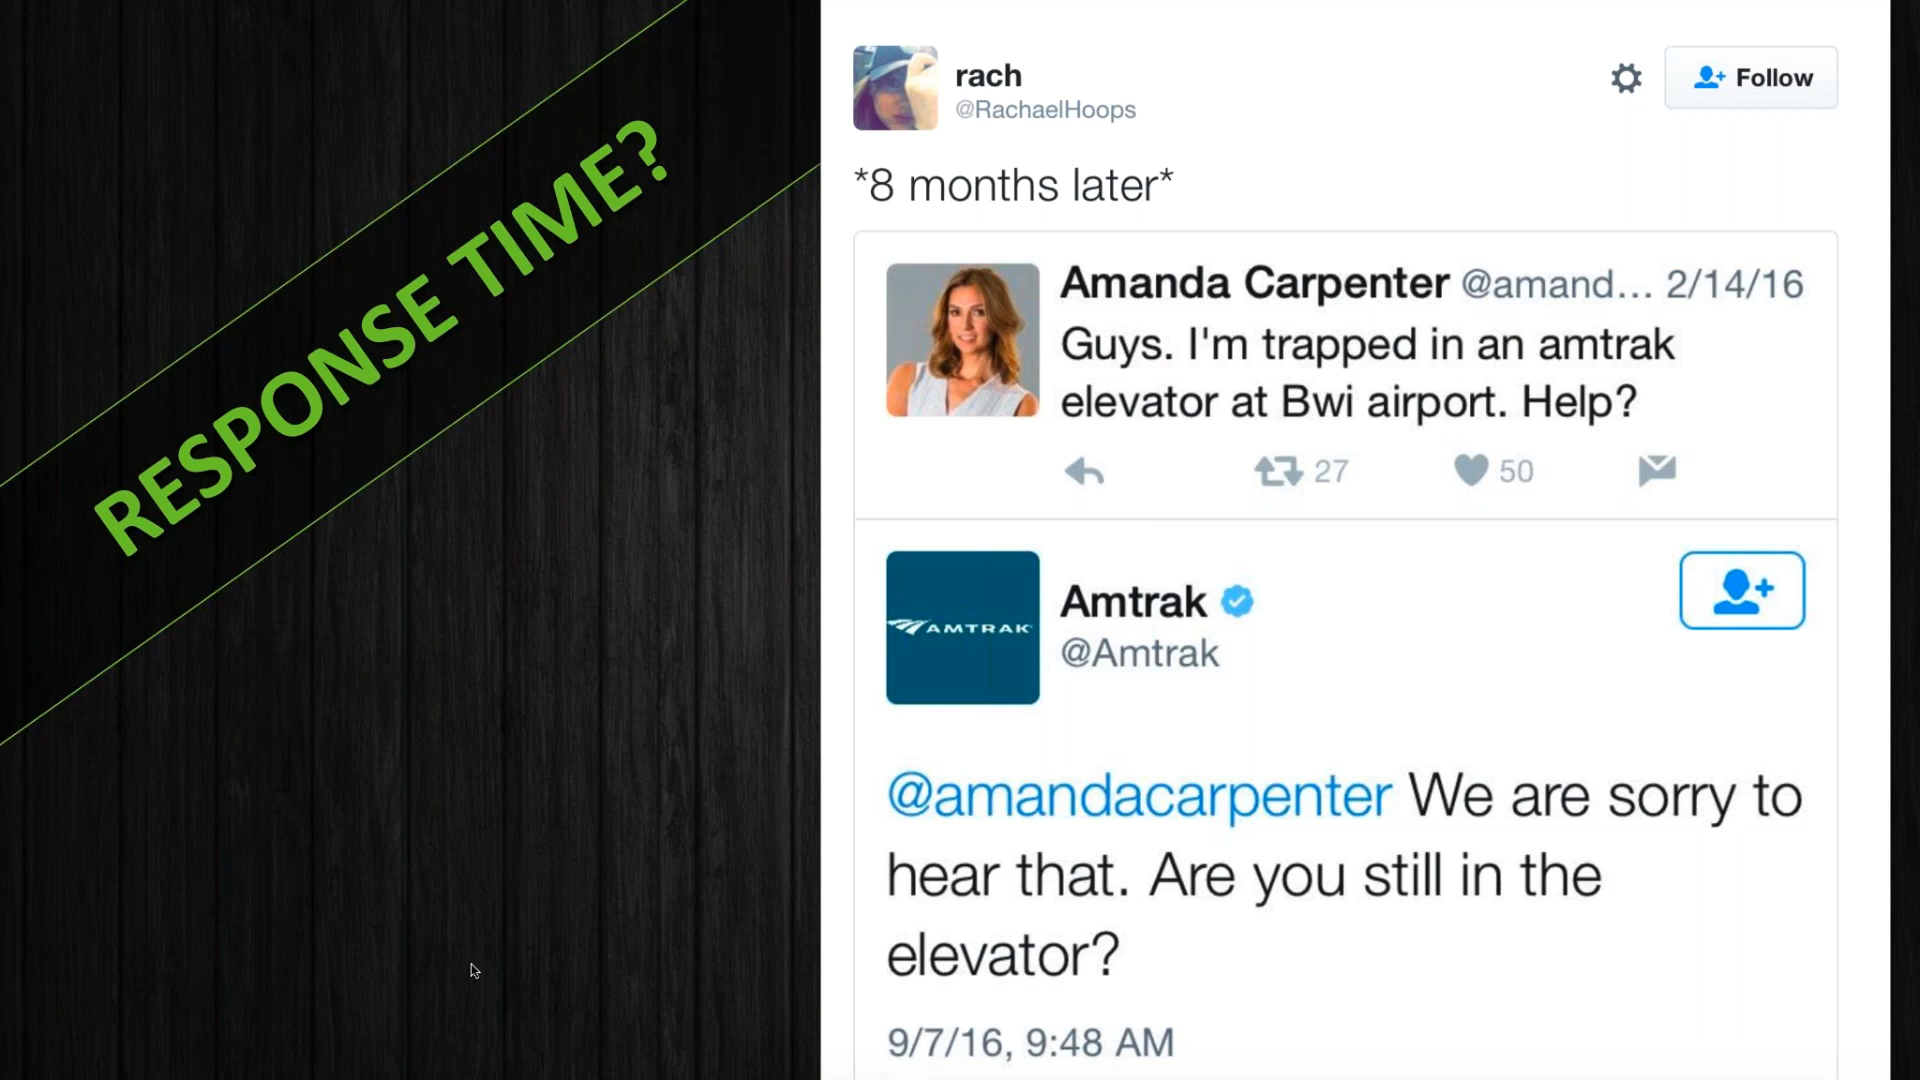 RESPONSE TIME?
rach
@RachaelHoops
Follow
*8 months later*
Amanda Carpenter @amand... 2/14/16
Guys. I'm trapped in an amtrak
elevator at Bwi airport. Help?
27 50
AMTRAK
Amtrak
@Amtrak
@amandacarpenter We are sorry to
hear that. Are you still in the
elevator?
9/7/16, 9:48 AM